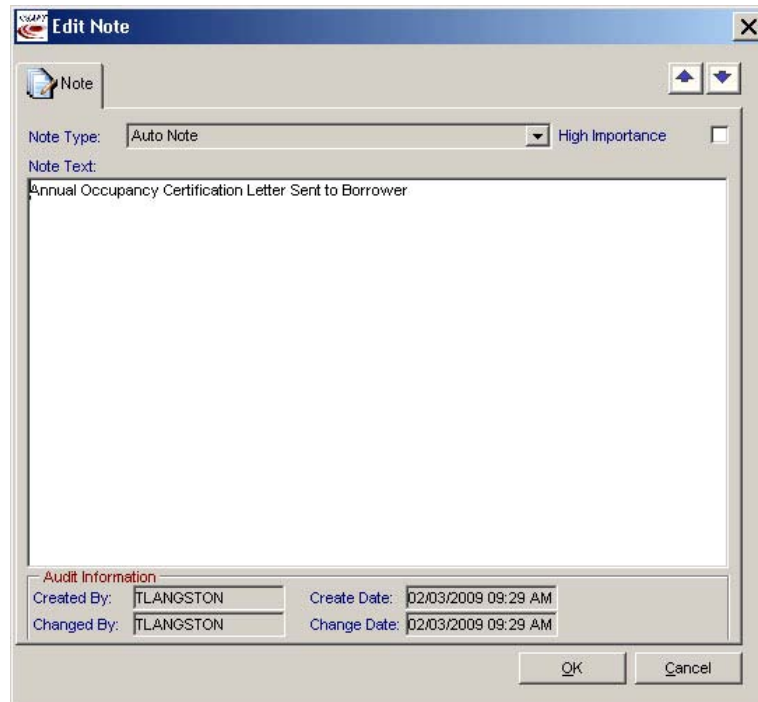 Edit Note
Note
Note Type: Auto Note High Importance
Note Text:
Annual Occupancy Certification Letter Sent to Borrower
Audit Information
Created By: TLANGSTON Create Date: 02/03/2009 09:29 AM
Changed By: TLANGSTON Change Date: 02/03/2009 09:29 AM
OK Cancel